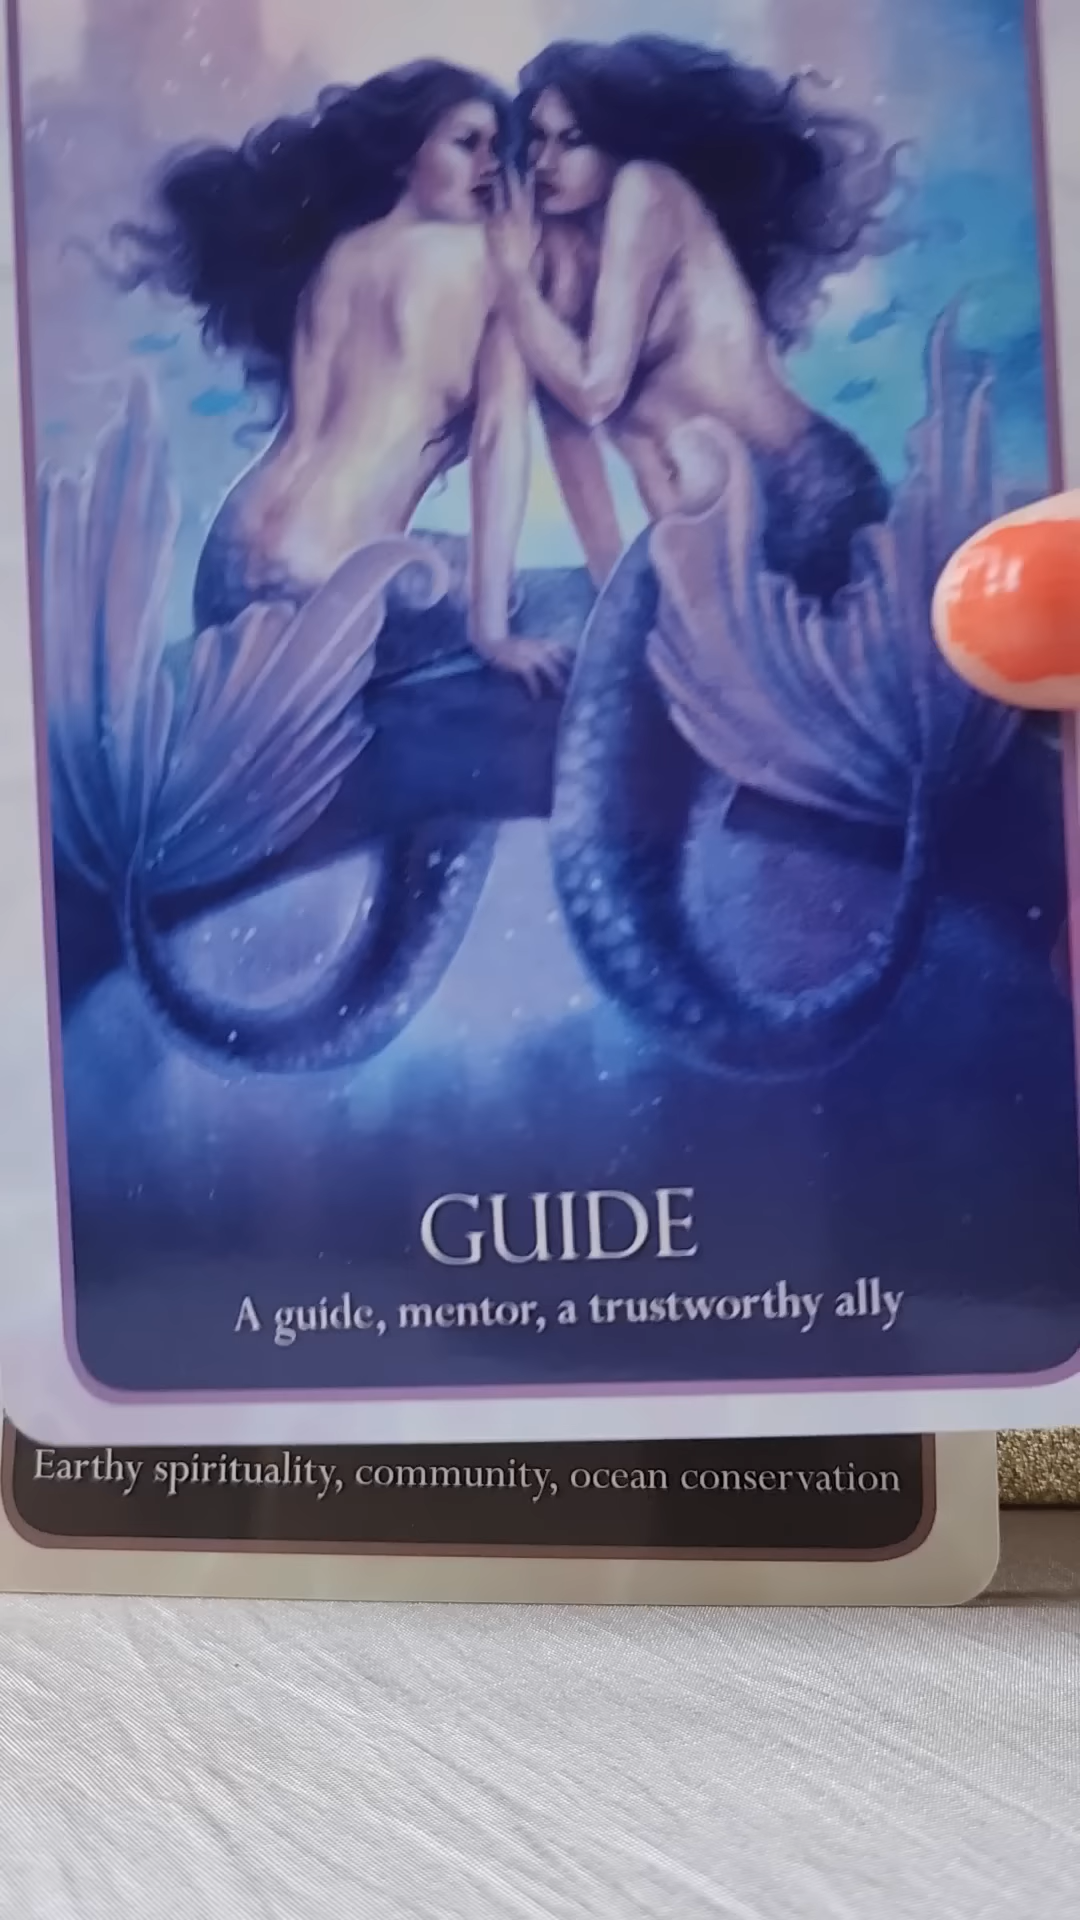 GUIDE
A guide, mentor, a trustworthy ally
Earthy spirituality, community, ocean conservation